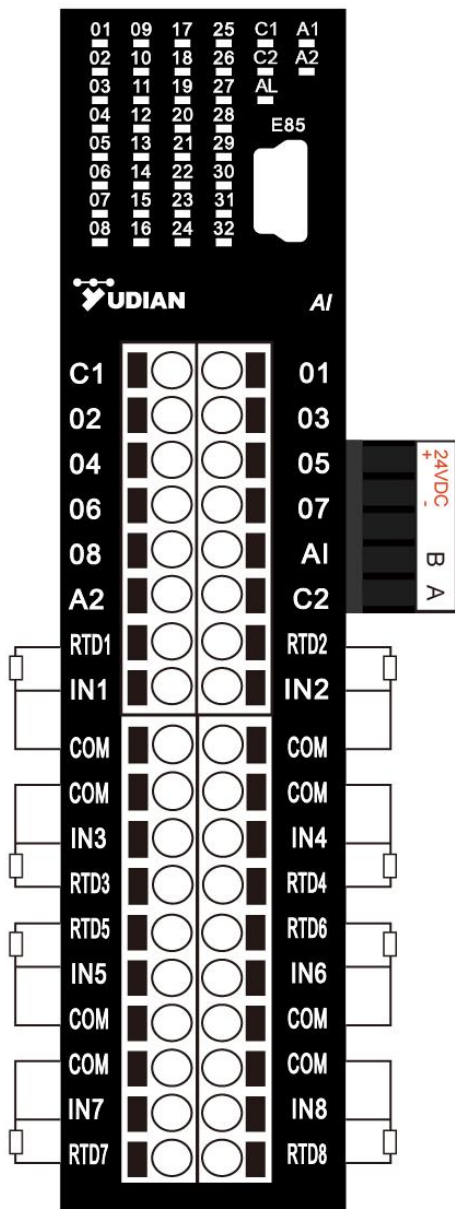 01 09 17 25 C1 A1
02 10 18 26 C2 A2
03 11 19 27 AL
04 12 20 28
E85
05 13 21 29
06 14 22 30
07 15 23 31
08 16 24 32
YUDIAN AI
C1 01
02 03
04 05
06 07
08 AI
A2 C2
RTD1 RTD2
IN1 IN2
COM COM
COM COM
IN3 IN4
RTD3 RTD4
RTD5 RTD6
IN5 IN6
COM COM
COM COM
IN7 IN8
RTD7 RTD8
24VDC
+ -
B A